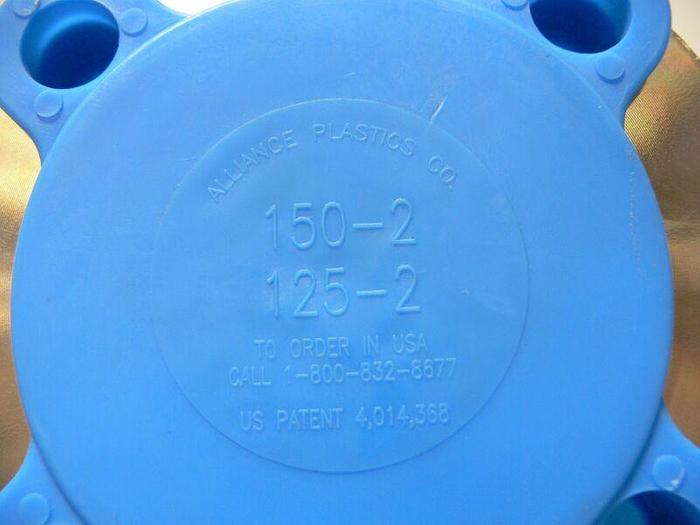 ALLIANCE PLASTICS CO.
150-2
125-2
TO ORDER IN USA
CALL 1-800-832-8677
US PATENT 4,014,368